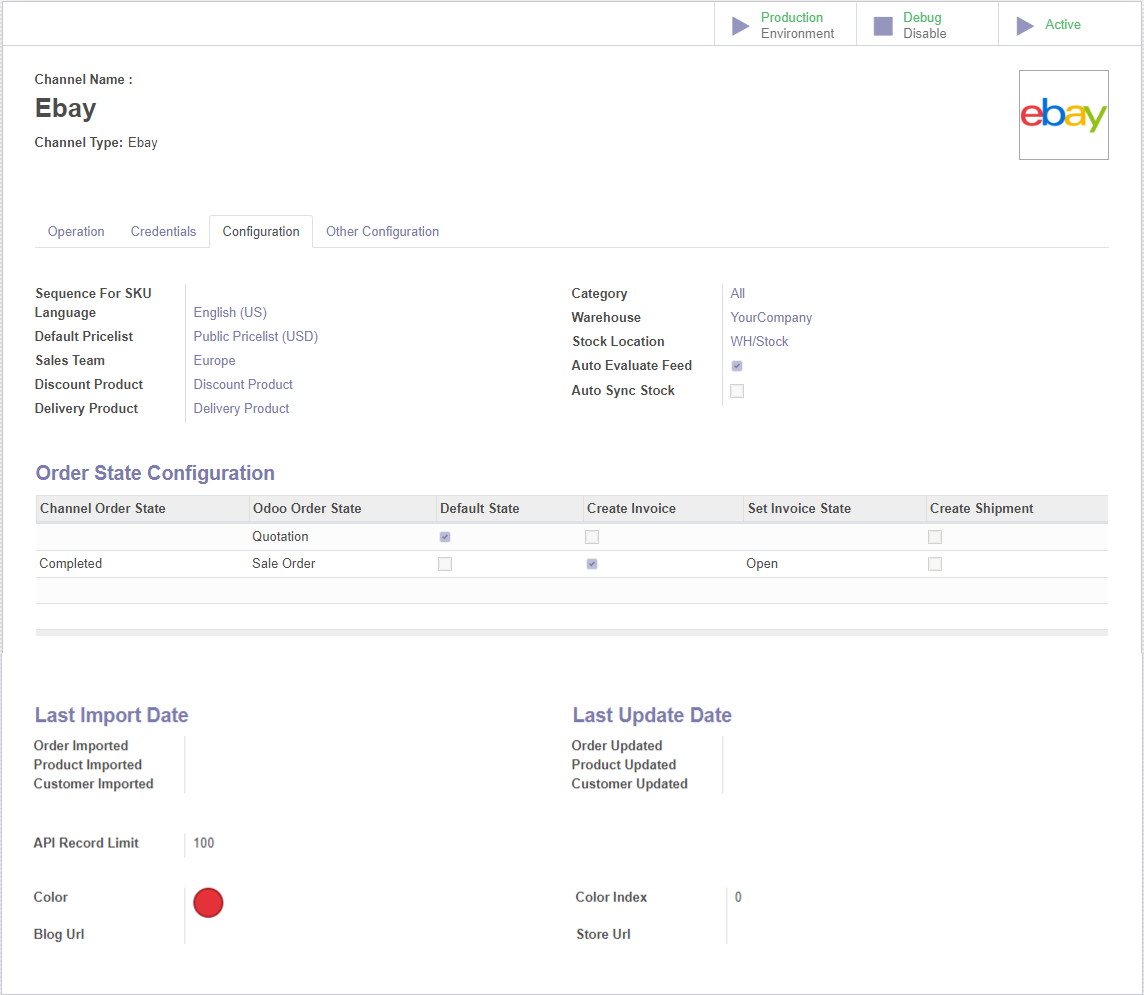 Production Environment
Debug Disable
Active
Channel Name :
Ebay
Channel Type: Ebay
ebay
Operation Credentials Configuration Other Configuration
Sequence For SKU
Language English (US)
Default Pricelist Public Pricelist (USD)
Sales Team Europe
Discount Product Discount Product
Delivery Product Delivery Product
Category All
Warehouse YourCompany
Stock Location WH/Stock
Auto Evaluate Feed
Auto Sync Stock
Order State Configuration
Channel Order State Odoo Order State Default State Create Invoice Set Invoice State Create Shipment
Quotation
Completed Sale Order Open
Last Import Date
Order Imported
Product Imported
Customer Imported
Last Update Date
Order Updated
Product Updated
Customer Updated
API Record Limit 100
Color
Color Index 0
Blog Url
Store Url